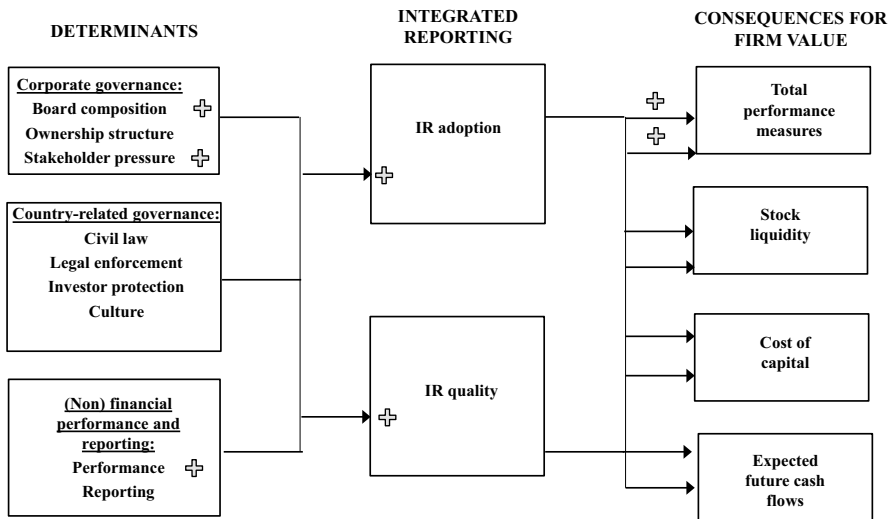 DETERMINANTS
INTEGRATED
REPORTING
CONSEQUENCES FOR
FIRM VALUE
Corporate governance:
Board composition
Ownership structure
Stakeholder pressure
Country-related governance:
Civil law
Legal enforcement
Investor protection
Culture
(Non) financial
performance and
reporting:
Performance
Reporting
IR adoption
IR quality
Total
performance
measures
Stock
liquidity
Cost of
capital
Expected
future cash
flows